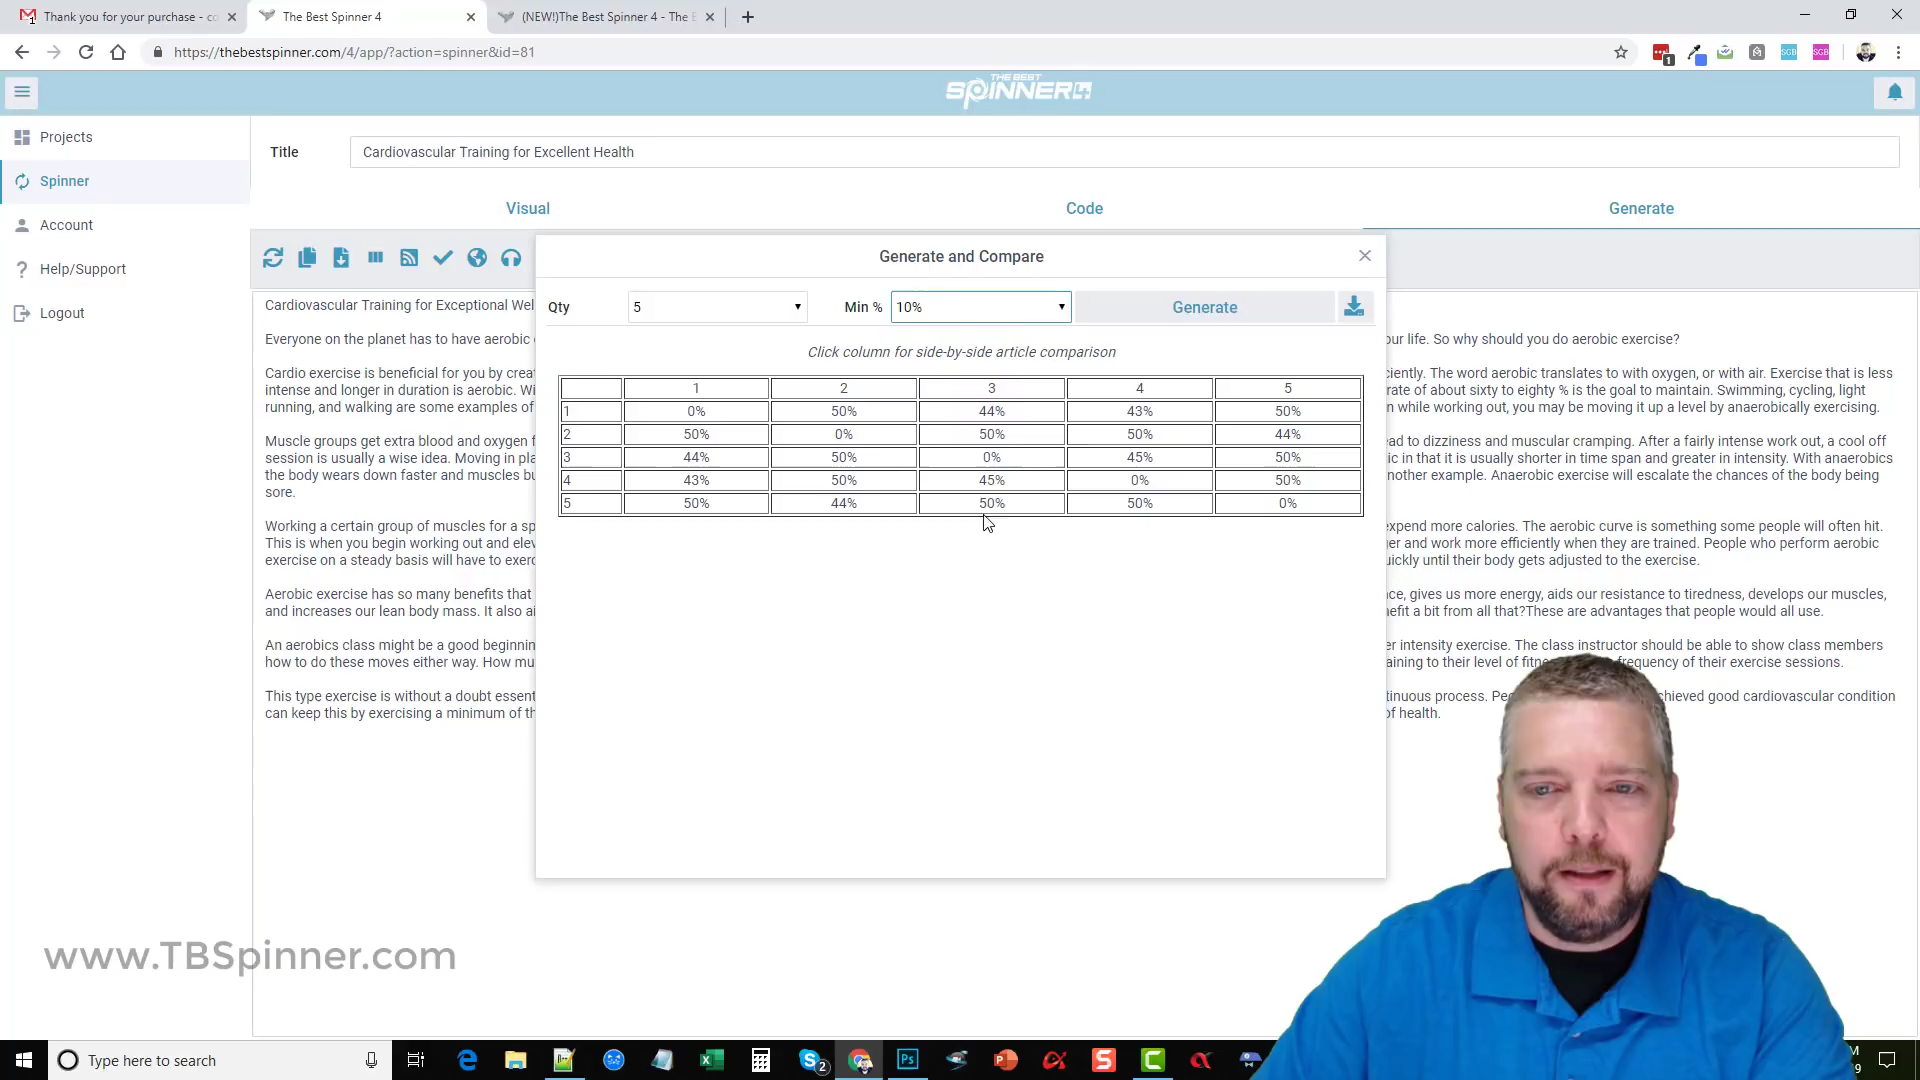 Thank you for your purchase - co
The Best Spinner 4
(NEW!)The Best Spinner 4 - The B
https://thebestspinner.com/4/app/?action=spinner&id=81
1
SGB
SGB
THE BEST
SPINNER4
Projects
Spinner
Account
Help/Support
Logout
Title
Cardiovascular Training for Excellent Health
Visual
Code
Generate
Generate and Compare
Qty
5
Min %
10%
Generate
Click column for side-by-side article comparison
1 2 3 4 5
1 0% 50% 44% 43% 50%
2 50% 0% 50% 50% 44%
3 44% 50% 0% 45% 50%
4 43% 50% 45% 0% 50%
5 50% 44% 50% 50% 0%
Cardiovascular Training for Exceptional Wel
Everyone on the planet has to have aerobic
our life. So why should you do aerobic exercise?
Cardio exercise is beneficial for you by crea
ciently. The word aerobic translates to with oxygen, or with air. Exercise that is less
intense and longer in duration is aerobic. Wi
rate of about sixty to eighty % is the goal to maintain. Swimming, cycling, light
running, and walking are some examples of
n while working out, you may be moving it up a level by anaerobically exercising.
Muscle groups get extra blood and oxygen f
ead to dizziness and muscular cramping. After a fairly intense work out, a cool off
session is usually a wise idea. Moving in pla
ic in that it is usually shorter in time span and greater in intensity. With anaerobics
the body wears down faster and muscles bu
nother example. Anaerobic exercise will escalate the chances of the body being
sore.
Working a certain group of muscles for a sp
expend more calories. The aerobic curve is something some people will often hit.
This is when you begin working out and elev
ger and work more efficiently when they are trained. People who perform aerobic
exercise on a steady basis will have to exerc
uickly until their body gets adjusted to the exercise.
Aerobic exercise has so many benefits that
ce, gives us more energy, aids our resistance to tiredness, develops our muscles,
and increases our lean body mass. It also ai
efit a bit from all that?These are advantages that people would all use.
An aerobics class might be a good beginnin
er intensity exercise. The class instructor should be able to show class members
how to do these moves either way. How mu
aining to their level of fitne
frequency of their exercise sessions.
This type exercise is without a doubt essent
ntinuous process. Pe
chieved good cardiovascular condition
can keep this by exercising a minimum of th
of health.
www.TBSpinner.com
Type here to search
2
Ps
M
9